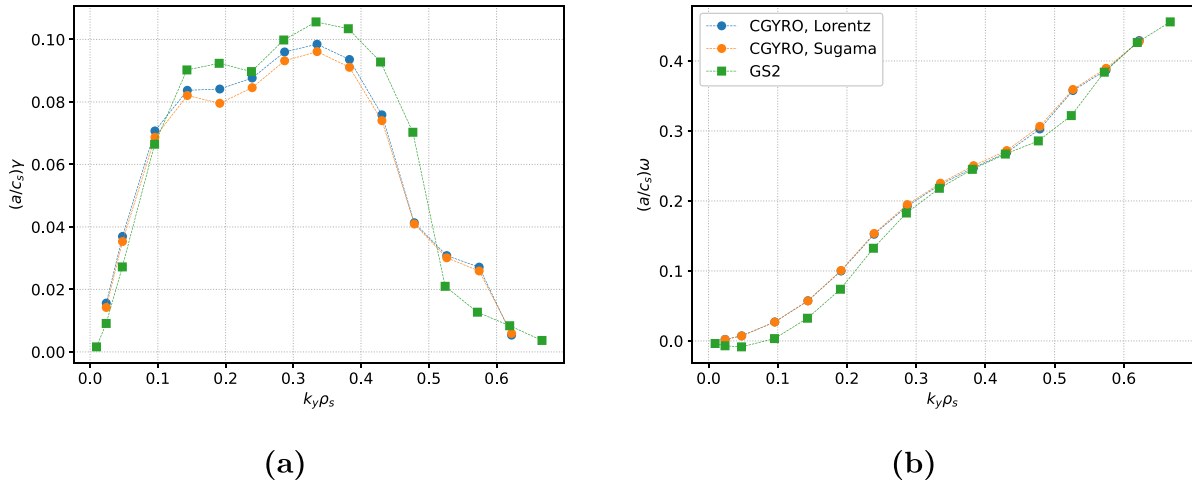 0.10
0.08
0.06
0.04
0.02
0.00
(a/c_s)γ
0.0 0.1 0.2 0.3 0.4 0.5 0.6
k_yρ_s
(a)
CGYRO, Lorentz
CGYRO, Sugama
GS2
0.4
0.3
0.2
0.1
0.0
(a/c_s)ω
0.0 0.1 0.2 0.3 0.4 0.5 0.6
k_yρ_s
(b)